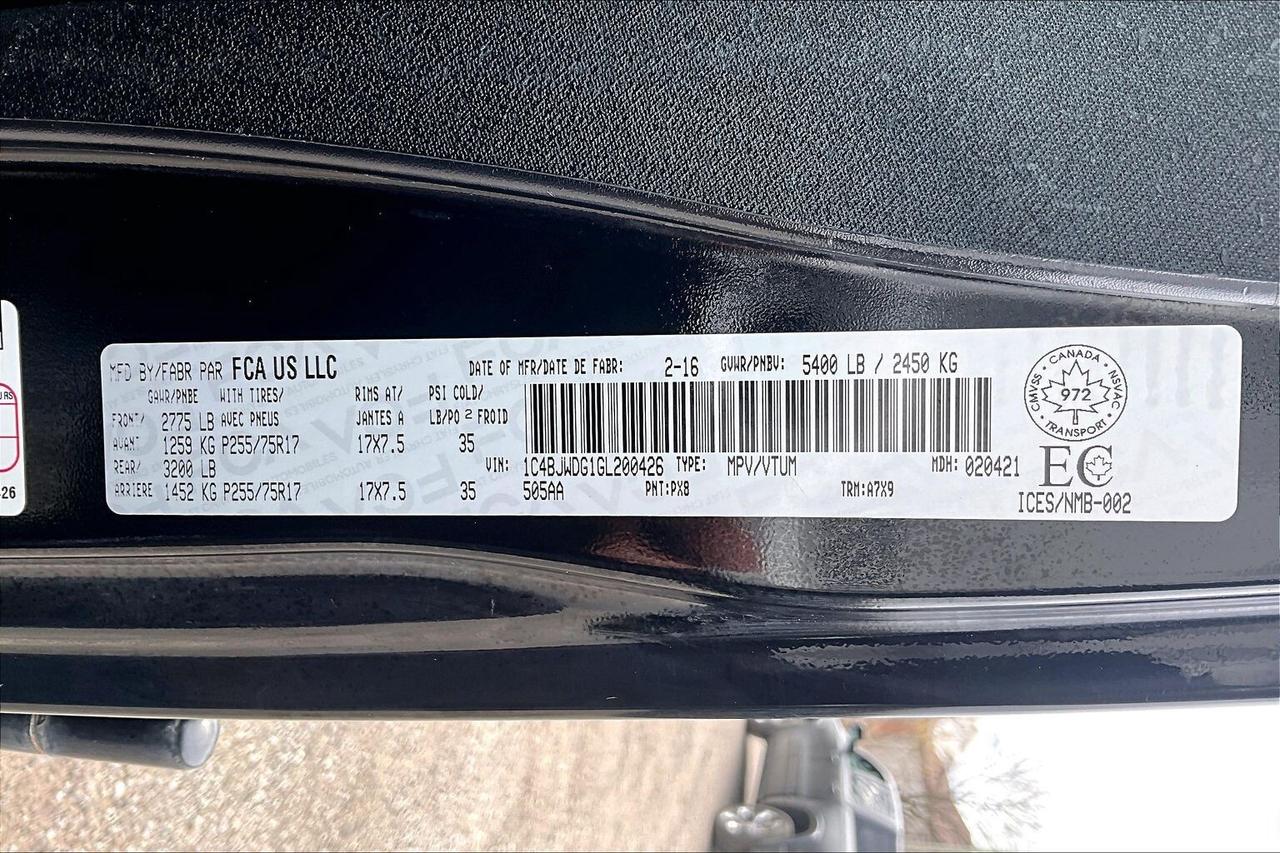 MFD BY/FABR PAR FCA US LLC
DATE OF MFR/DATE DE FABR: 2-16 GVWR/PNBV: 5400 LB / 2450 KG
GAWR/PNBE WITH TIRES/ RIMS AT/ PSI COLD/
FRONT/ 2775 LB AVEC PNEUS JANTES A LB/PO 2 FROID
AVANT 1259 KG P255/75R17 17X7.5 35
REAR/ 3200 LB
ARRIERE 1452 KG P255/75R17 17X7.5 35
VIN: 1C4BJWDG1GL200426 TYPE: MPV/VTUM MDH: 020421
505AA PNT:PX8 TRM:A7X9
CANADA
CMVSS NSVAC
972
TRANSPORT
EC
ICES/NMB-002